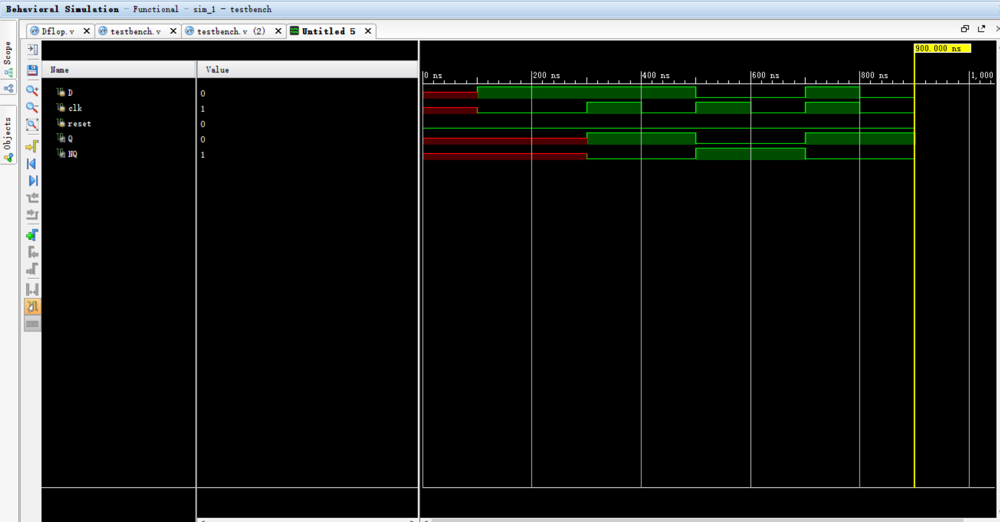 Behavioral Simulation - Functional - sim_1 - testbench
Dflop.v
testbench.v
testbench.v (2)
Untitled 5
Scope
Objects
Name
Value
D
0
clk
1
reset
0
Q
0
NQ
1
900.000 ns
0 ns
200 ns
400 ns
600 ns
800 ns
1,000